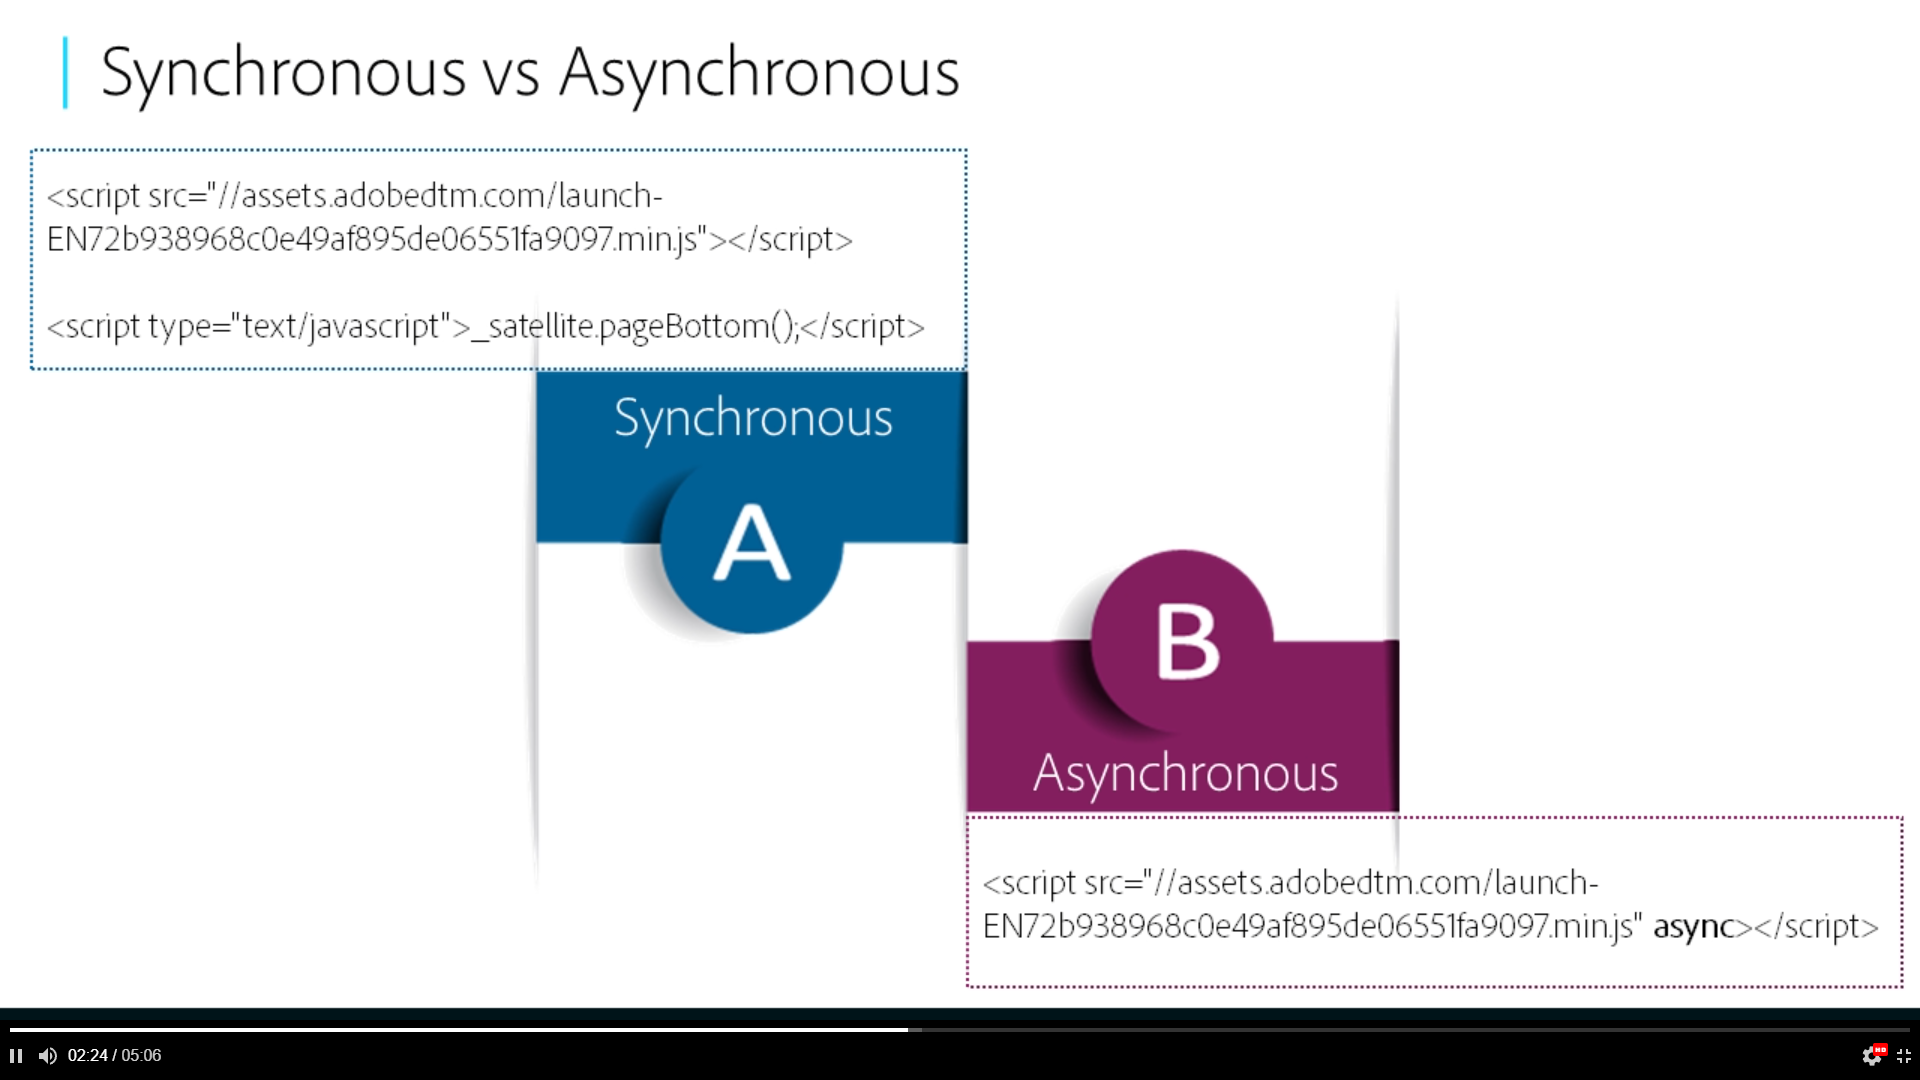 Synchronous vs Asynchronous
<script src="//assets.adobedtm.com/launch-
EN72b938968c0e49af895de06551fa9097.min.js"></script>
<script type="text/javascript">_satellite.pageBottom();</script>
Synchronous
A
B
Asynchronous
<script src="//assets.adobedtm.com/launch-
EN72b938968c0e49af895de06551fa9097.min.js" async></script>
02:24 / 05:06
HD